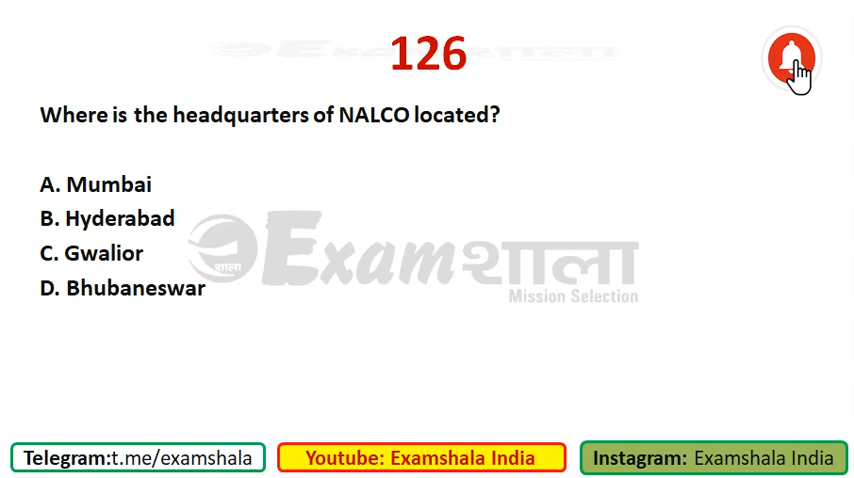 126
Where is the headquarters of NALCO located?
A. Mumbai
B. Hyderabad
C. Gwalior
D. Bhubaneswar
शाला
Examशाला
Mission Selection
Telegram:t.me/examshala
Youtube: Examshala India
Instagram: Examshala India